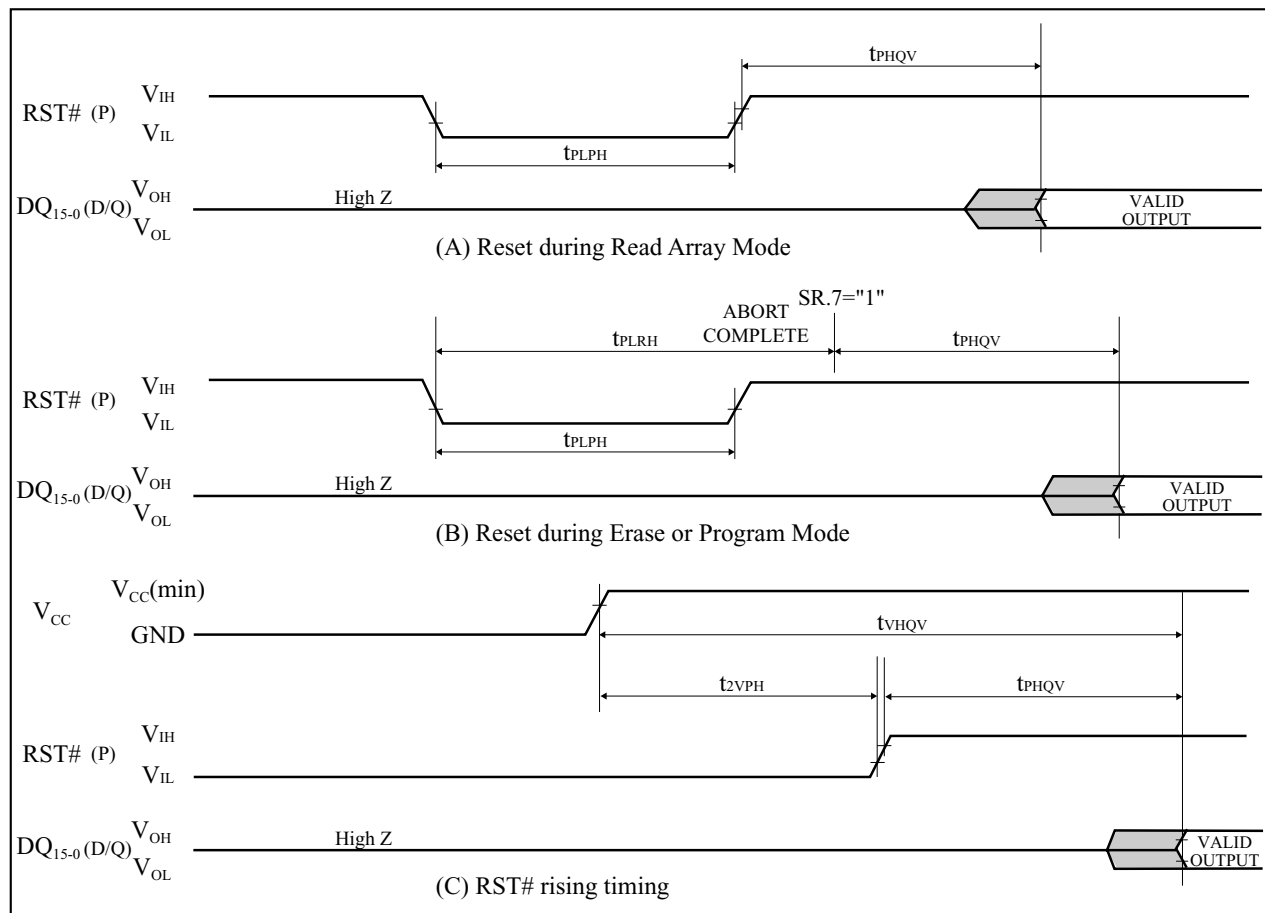 tPHQV
VIH
RST# (P)
VIL
tPLPH
VOH
High Z
DQ15-0 (D/Q)
VALID
OUTPUT
VOL
(A) Reset during Read Array Mode
SR.7="1"
ABORT
COMPLETE
tPLRH
tPHQV
VIH
RST# (P)
VIL
tPLPH
VOH
High Z
DQ15-0 (D/Q)
VALID
OUTPUT
VOL
(B) Reset during Erase or Program Mode
VCC(min)
VCC
GND
tVHQV
t2VPH
tPHQV
VIH
RST# (P)
VIL
VOH
High Z
DQ15-0 (D/Q)
VALID
OUTPUT
VOL
(C) RST# rising timing